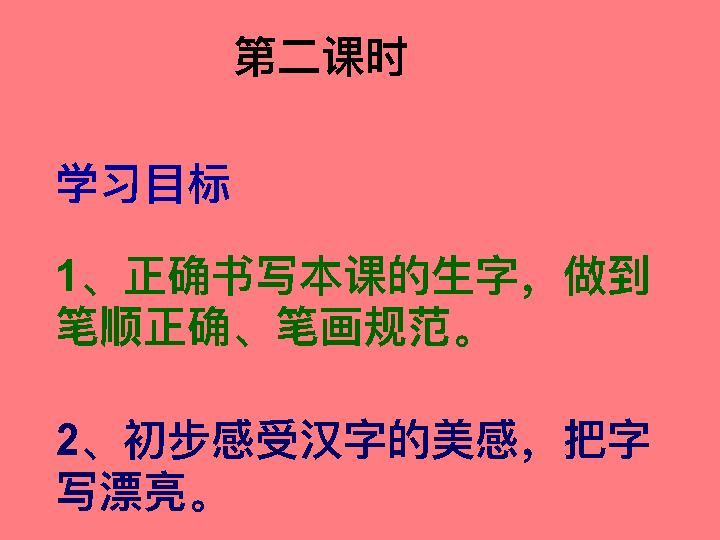 第二课时
学习目标
1、正确书写本课的生字，做到
笔顺正确、笔画规范。
2、初步感受汉字的美感，把字
写漂亮。